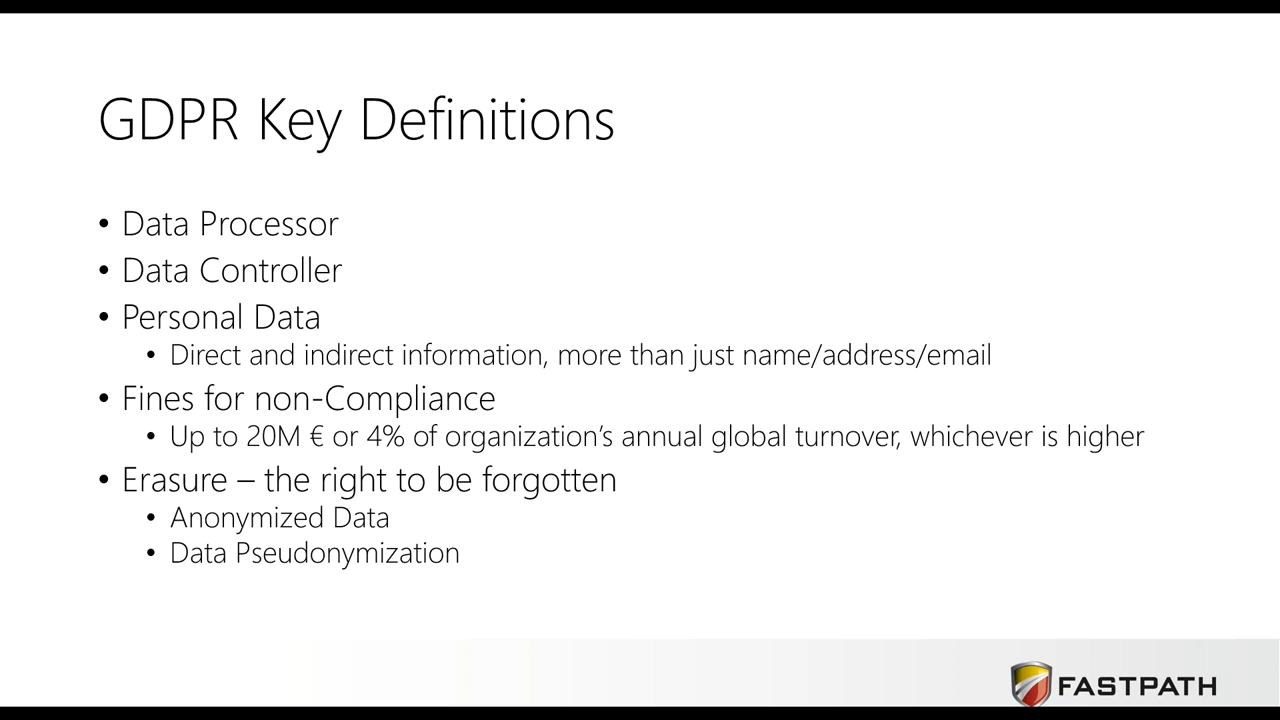 GDPR Key Definitions
• Data Processor
• Data Controller
• Personal Data
• Direct and indirect information, more than just name/address/email
• Fines for non-Compliance
• Up to 20M € or 4% of organization’s annual global turnover, whichever is higher
• Erasure – the right to be forgotten
• Anonymized Data
• Data Pseudonymization
FASTPATH